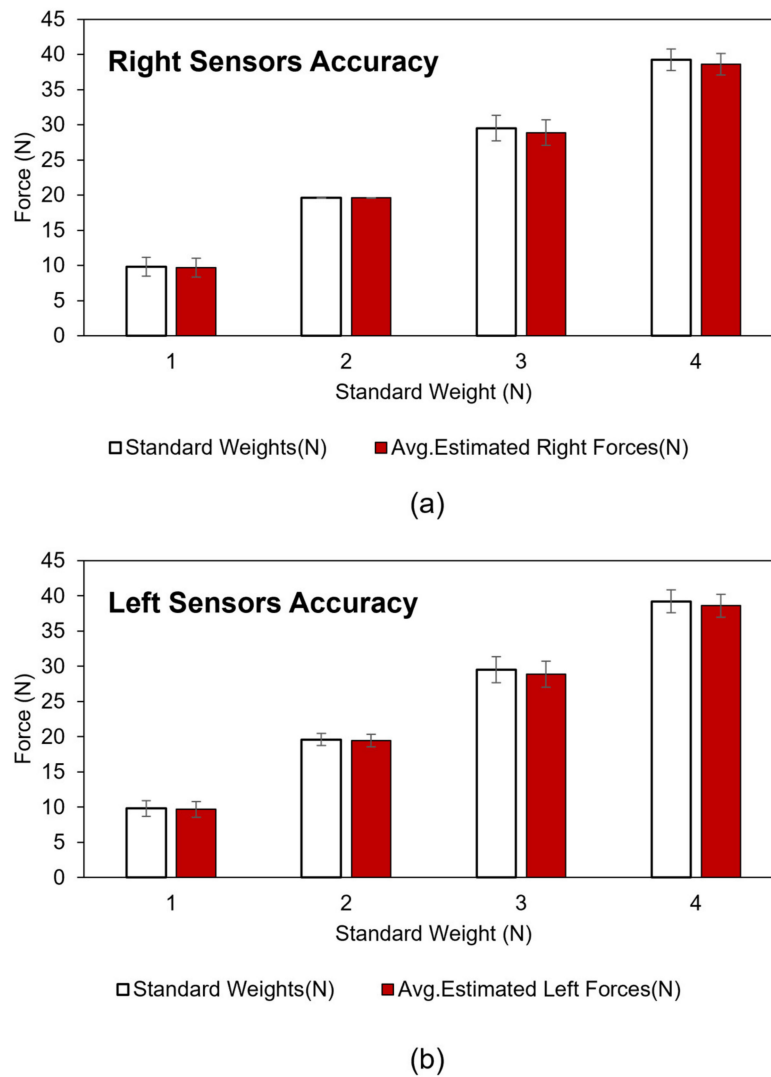 45
40
35
30
25
20
15
10
5
0
Force (N)
Right Sensors Accuracy
1 2 3 4
Standard Weight (N)
Standard Weights(N) Avg.Estimated Right Forces(N)
(a)
45
40
35
30
25
20
15
10
5
0
Force (N)
Left Sensors Accuracy
1 2 3 4
Standard Weight (N)
Standard Weights(N) Avg.Estimated Left Forces(N)
(b)